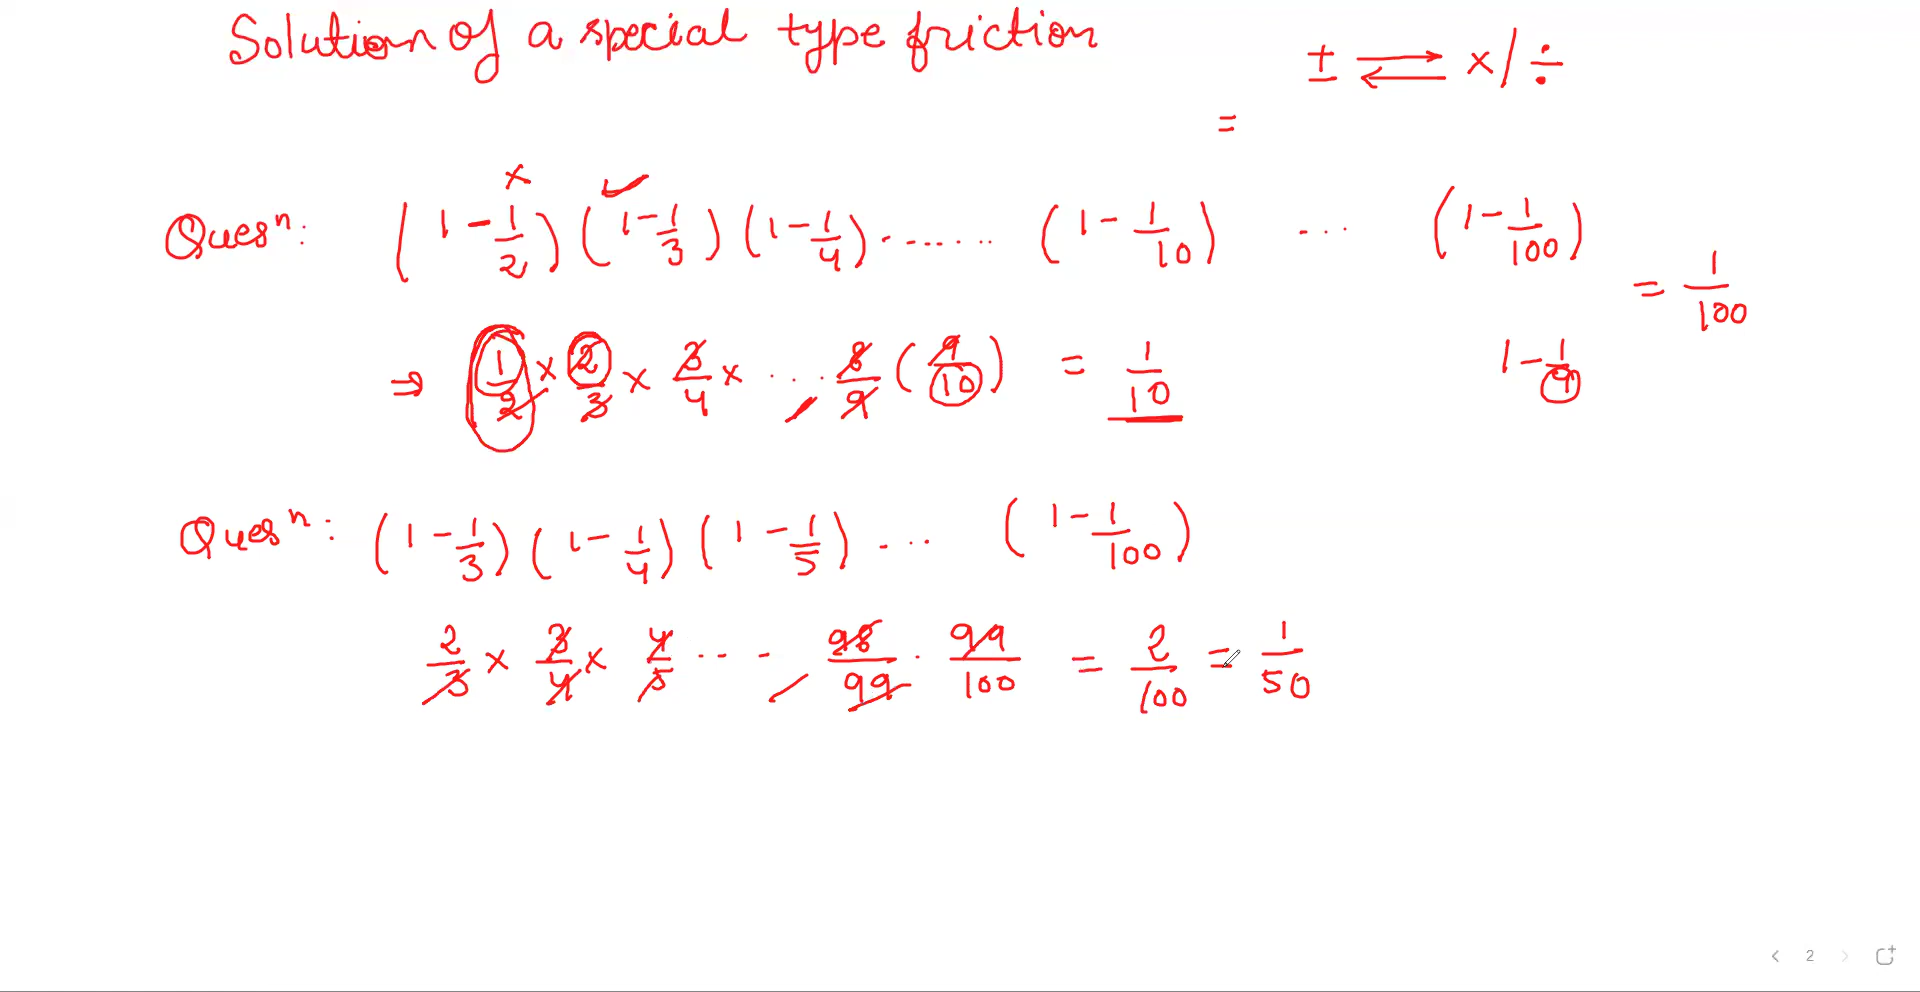 Solution of a special type friction
± ⇌ × / ÷
=
× ✓
Quesⁿ: (1 - 1/2) (1 - 1/3) (1 - 1/4) ........ (1 - 1/10) ... (1 - 1/100) = 1/100
⇒ 1/2 × 2/3 × 3/4 × .... 8/9 (9/10) = 1/10
1 - 1/9
Quesⁿ: (1 - 1/3) (1 - 1/4) (1 - 1/5) ... (1 - 1/100)
2/3 × 3/4 × 4/5 ... 98/99 . 99/100 = 2/100 = 1/50
2